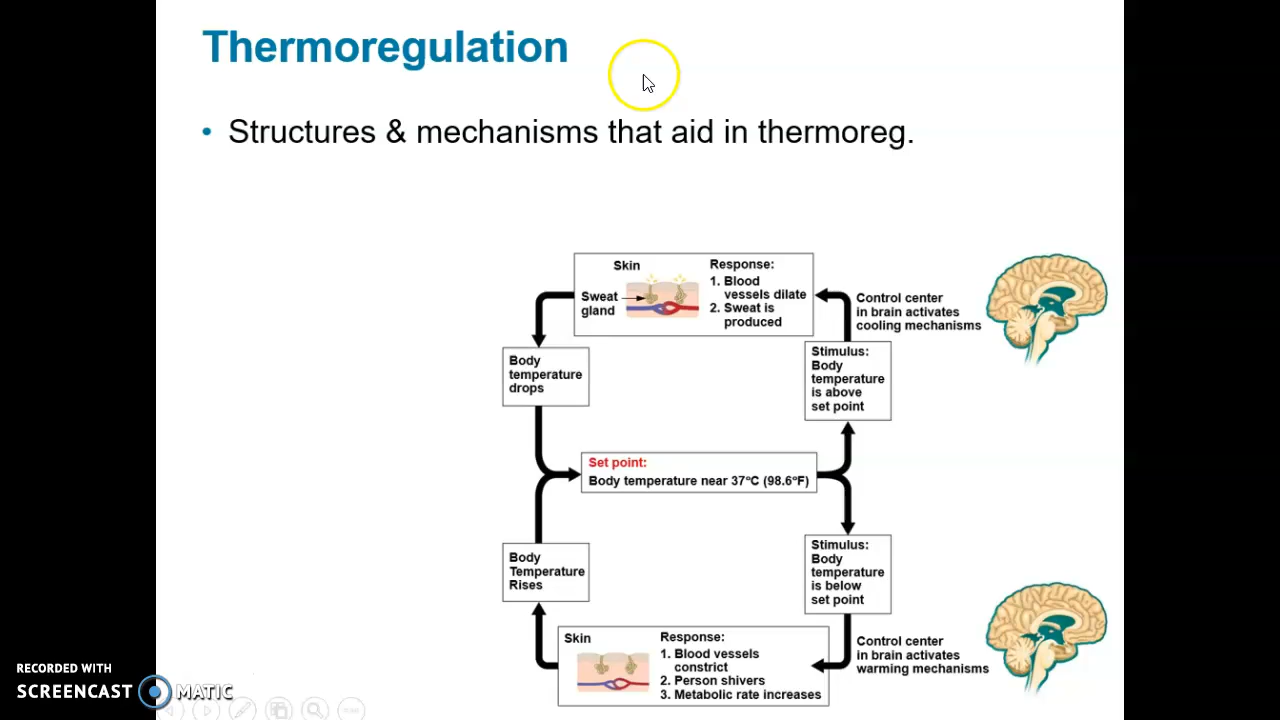 Thermoregulation
• Structures & mechanisms that aid in thermoreg.
Skin
Sweat
gland
Response:
1. Blood
vessels dilate
2. Sweat is
produced
Control center
in brain activates
cooling mechanisms
Body
temperature
drops
Stimulus:
Body
temperature
is above
set point
Set point:
Body temperature near 37°C (98.6°F)
Body
Temperature
Rises
Stimulus:
Body
temperature
is below
set point
Skin
Response:
1. Blood vessels
constrict
2. Person shivers
3. Metabolic rate increases
Control center
in brain activates
warming mechanisms
RECORDED WITH
SCREENCAST MATIC